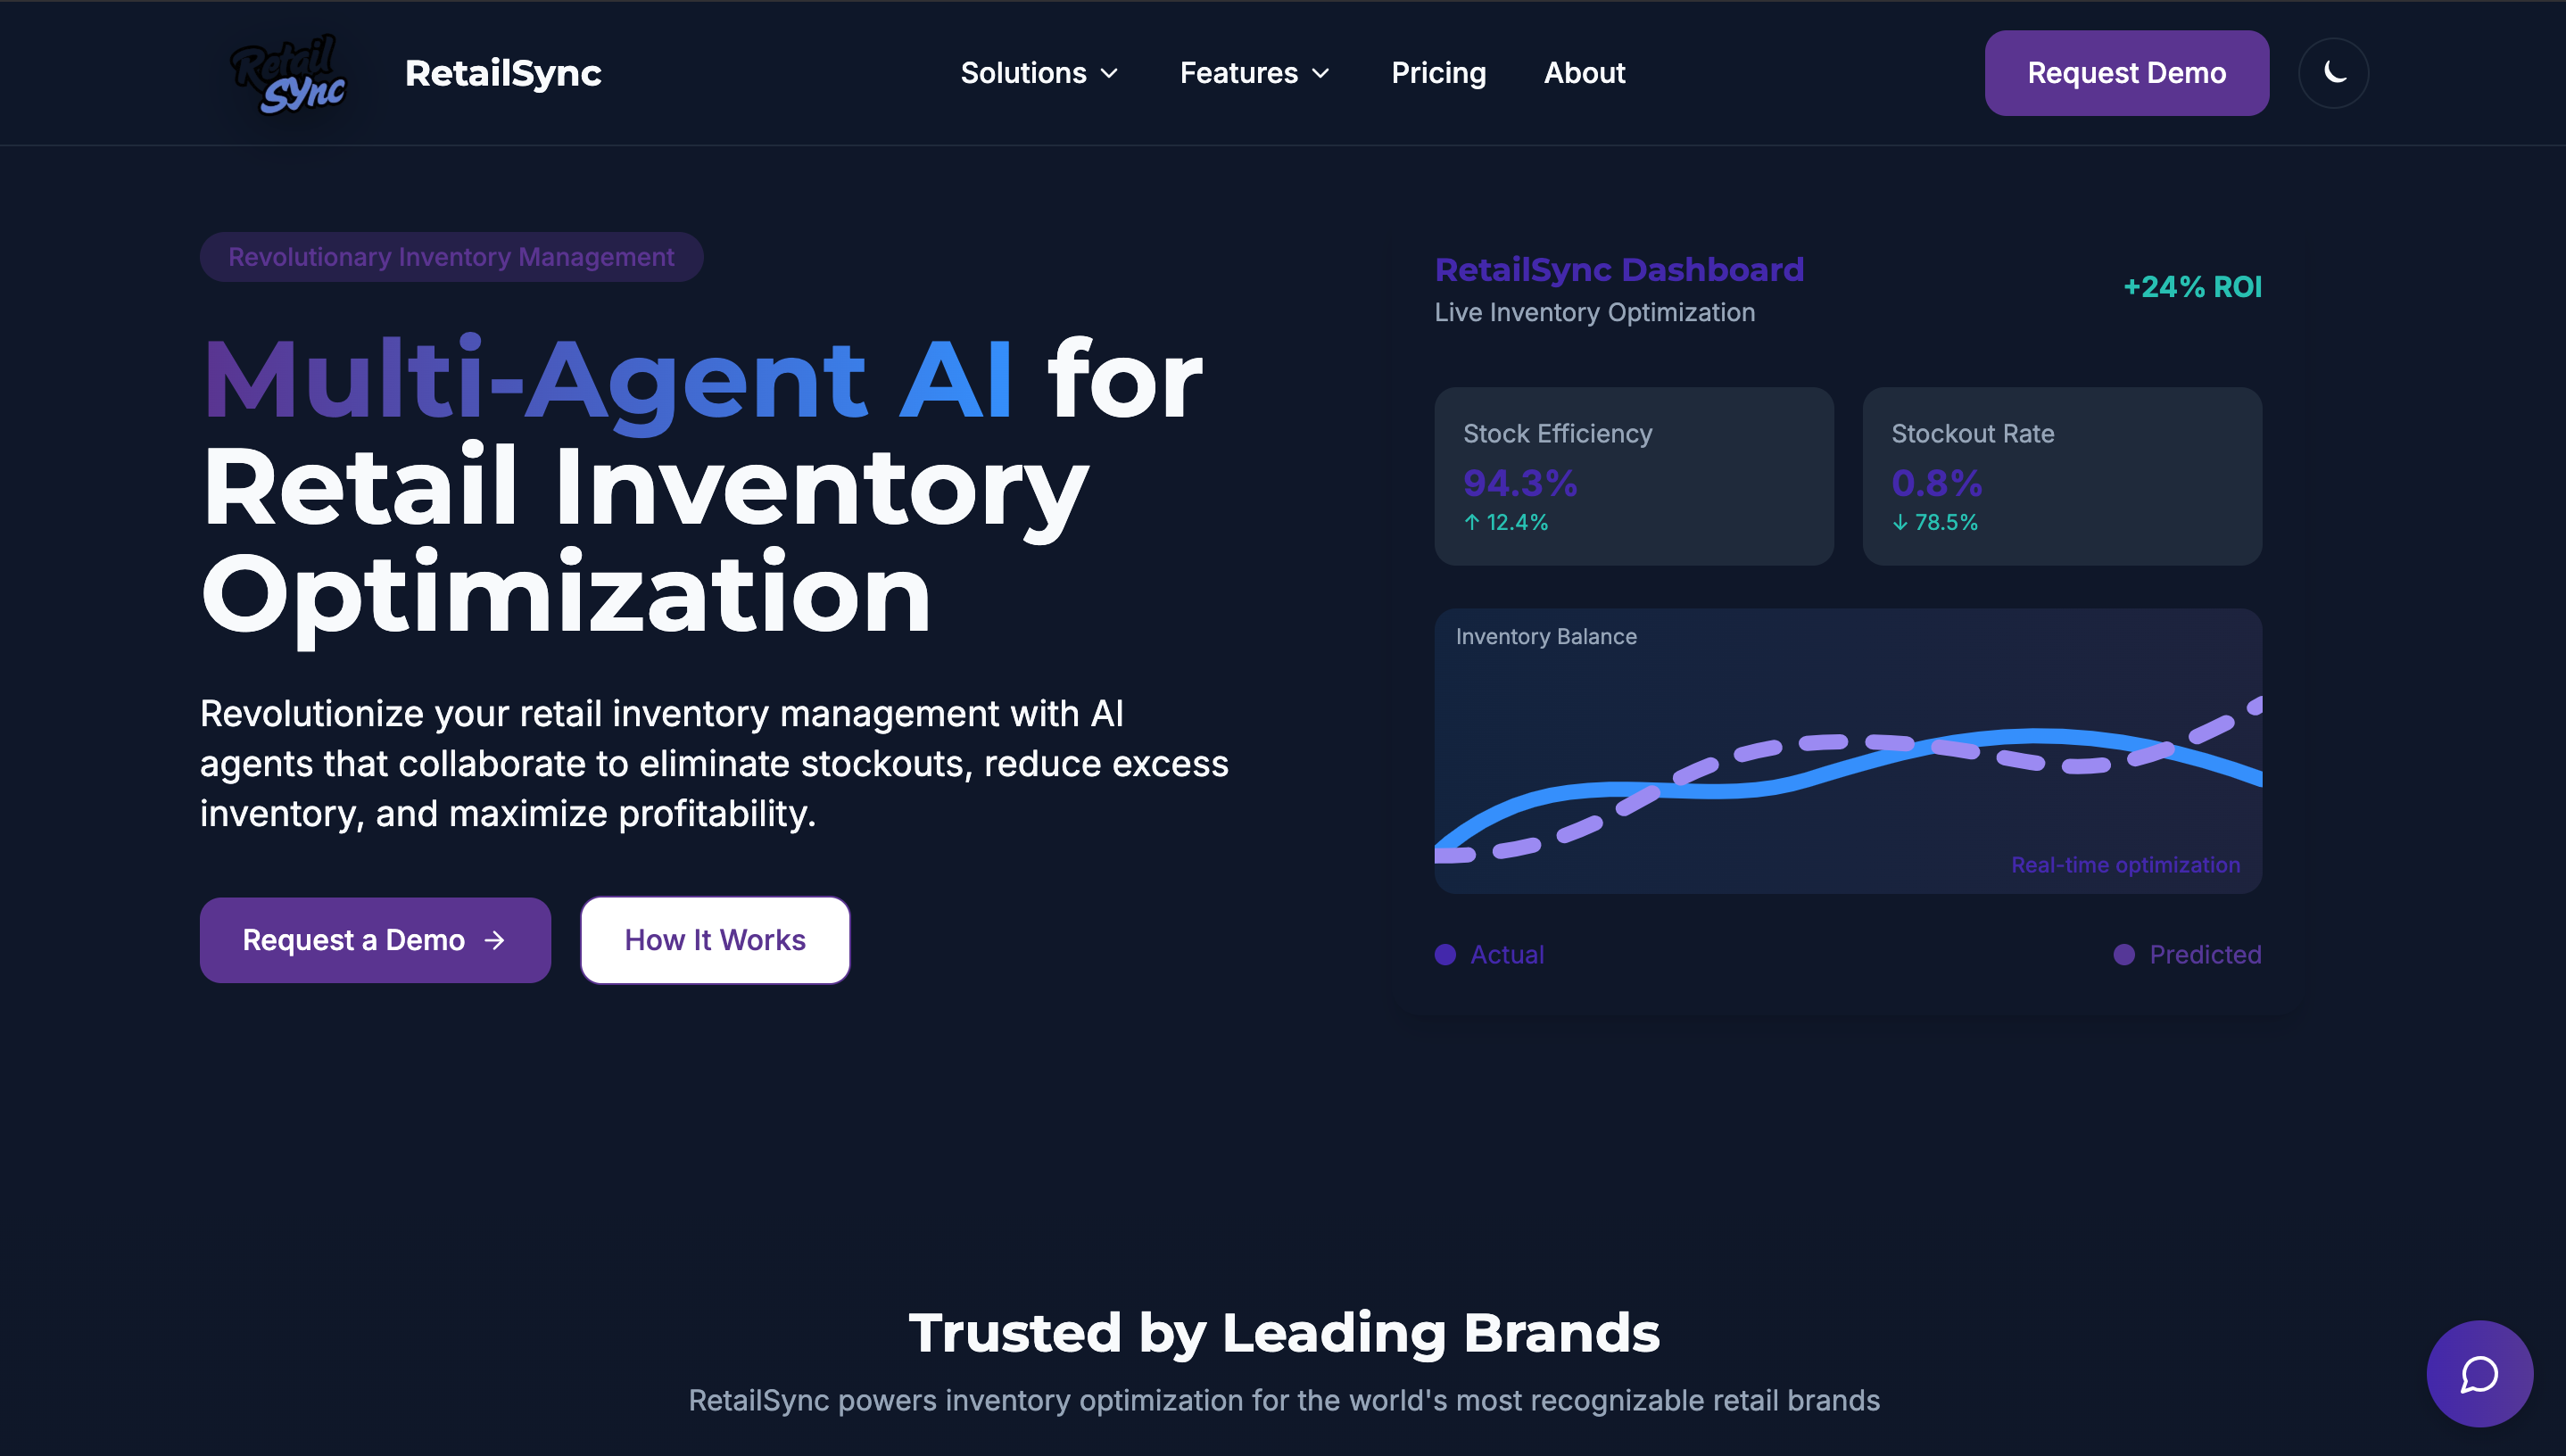 Retail
Sync
RetailSync
Solutions
Features
Pricing
About
Request Demo
Revolutionary Inventory Management
Multi-Agent AI for
Retail Inventory
Optimization
Revolutionize your retail inventory management with AI
agents that collaborate to eliminate stockouts, reduce excess
inventory, and maximize profitability.
Request a Demo →
How It Works
RetailSync Dashboard
Live Inventory Optimization
+24% ROI
Stock Efficiency
94.3%
↑ 12.4%
Stockout Rate
0.8%
↓ 78.5%
Inventory Balance
Real-time optimization
Actual
Predicted
Trusted by Leading Brands
RetailSync powers inventory optimization for the world's most recognizable retail brands